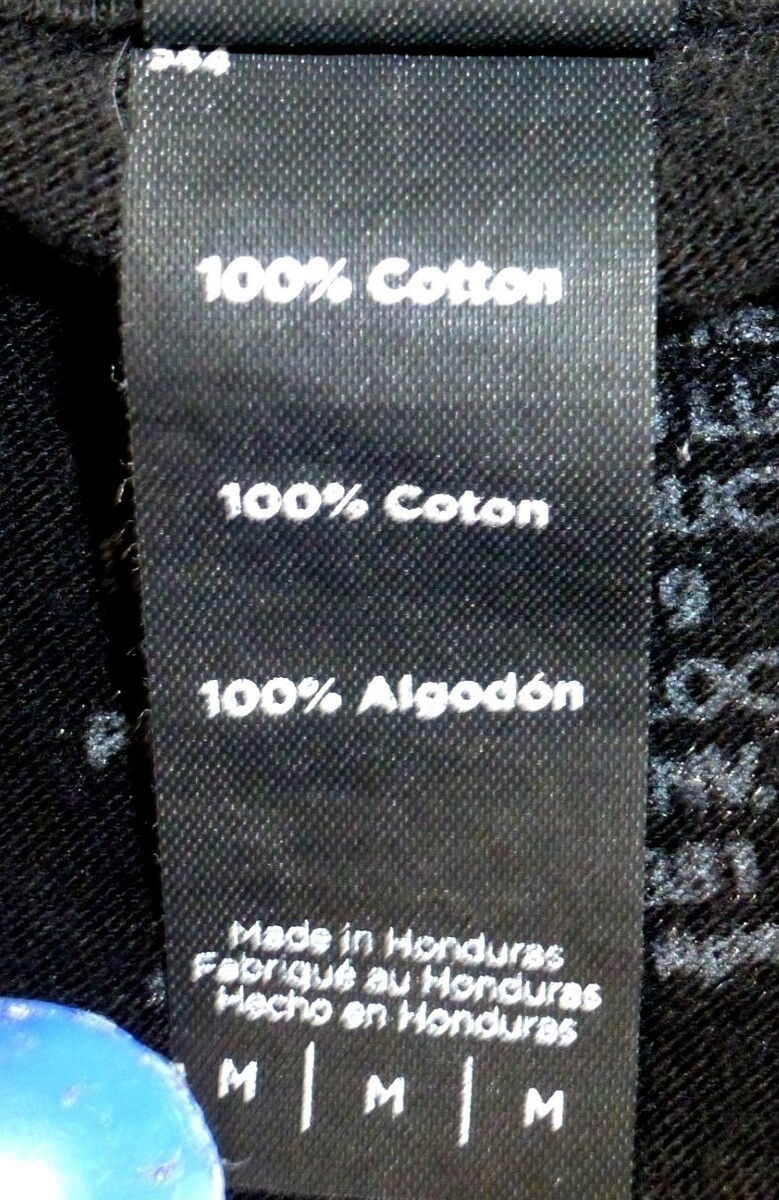 100% Cotton
100% Coton
100% Algodón
Made in Honduras
Fabriqué au Honduras
Hecho en Honduras
M | M | M